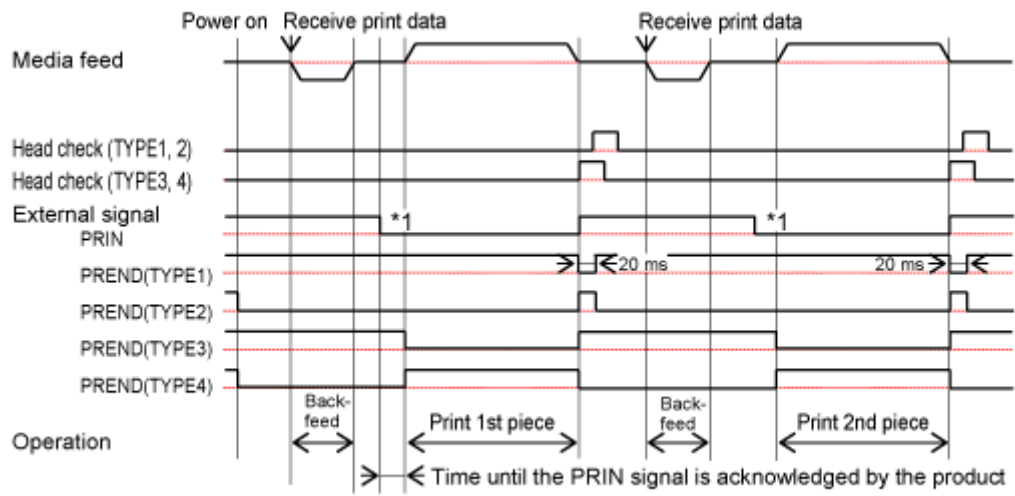 Power on Receive print data Receive print data
Media feed
Head check (TYPE1, 2)
Head check (TYPE3, 4)
External signal
*1 *1
PRIN
PREND(TYPE1) 20 ms 20 ms
PREND(TYPE2)
PREND(TYPE3)
PREND(TYPE4)
Back- Back-
feed Print 1st piece feed Print 2nd piece
Operation
Time until the PRIN signal is acknowledged by the product